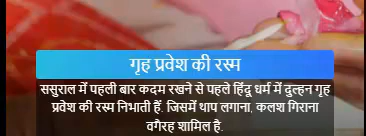 गृह प्रवेश की रस्म
ससुराल में पहली बार कदम रखने से पहले हिंदू धर्म में दुल्हन गृह
प्रवेश की रस्म निभाती हैं. जिसमें थाप लगाना, कलश गिराना
वगैरह शामिल है.